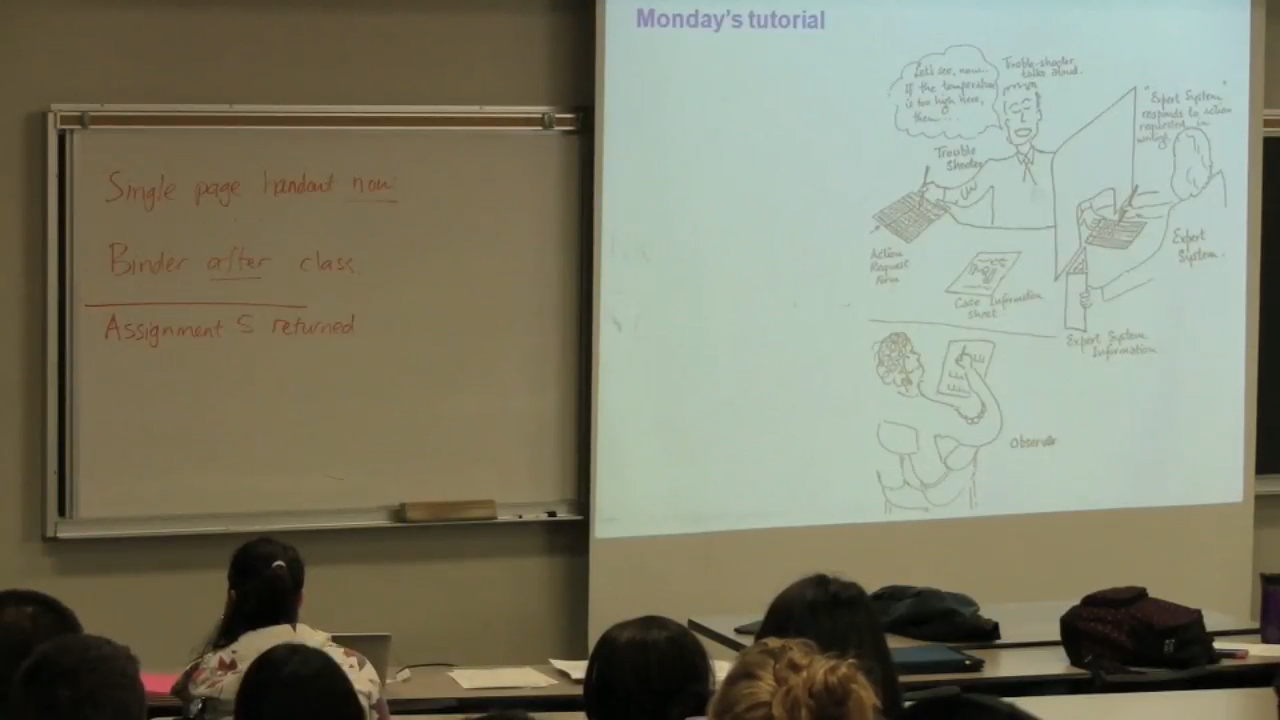 Single page handout now
Binder after class
Assignment 5 returned
Monday's tutorial
Let's see, now...
If the temperature
is too high here,
then....
Trouble-shooter
talks aloud.
"Expert System"
responds to action
requested in
writing.
Trouble
Shooter
Action
Request
Form
Case Information
Sheet
Expert
System.
Expert System
Information
Observer